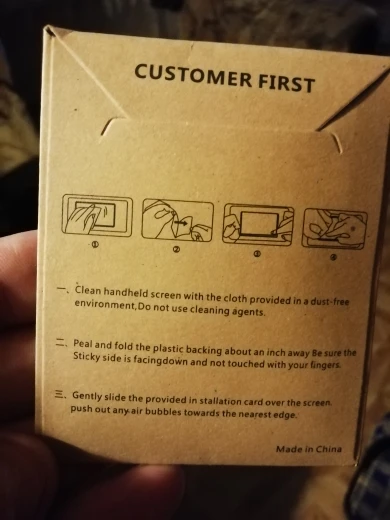 CUSTOMER FIRST
① ② ③ ④
一、Clean handheld screen with the cloth provided in a dust-free
environment,Do not use cleaning agents.
二、Peal and fold the plastic backing about an inch away Be sure the
Sticky side is facingdown and not touched with your fingers.
三、Gently slide the provided in stallation card over the screen.
push out any air bubbles towards the nearest edge.
Made in China